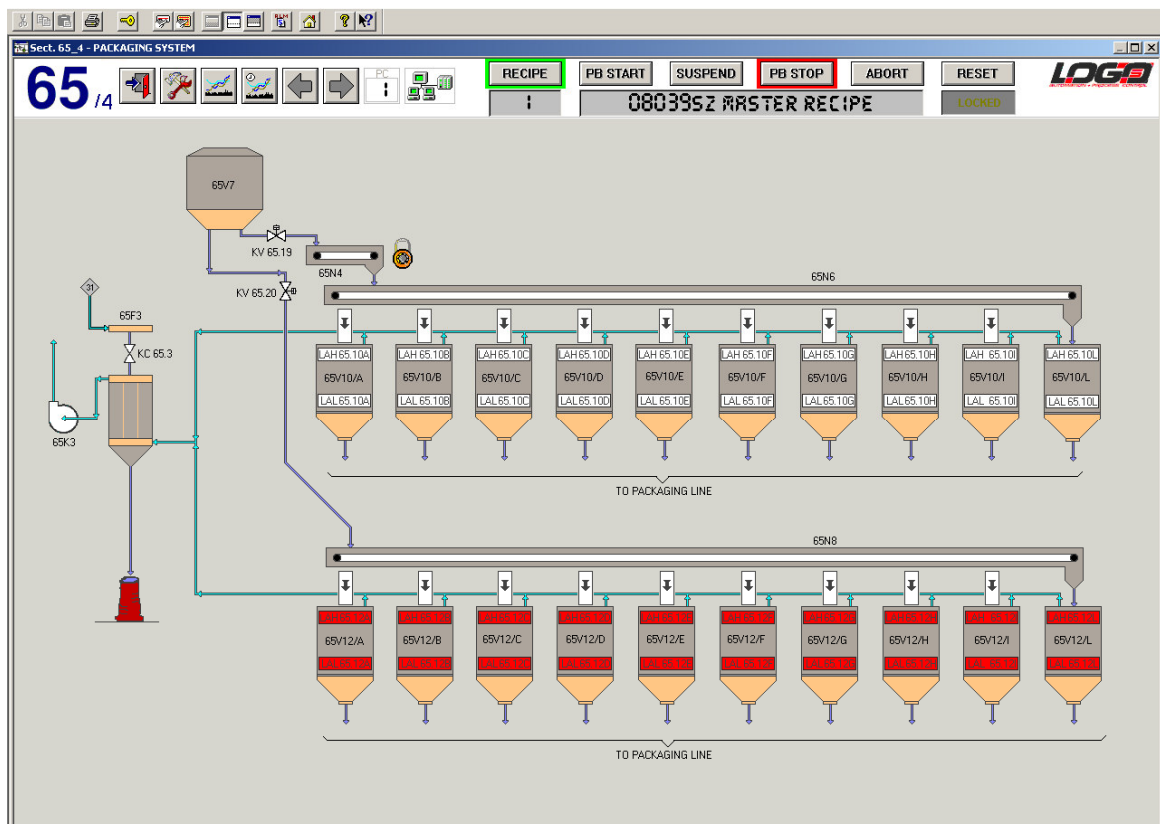 Sect. 65_4 - PACKAGING SYSTEM
65 /4
PC
1
RECIPE PB START SUSPEND PB STOP ABORT RESET
1 08039SZ MASTER RECIPE LOCKED
LOGO
AUTOMATION • PROCESS CONTROL
65V7
KV 65.19
65N4
65N6
KV 65.20
31
65F3
KC 65.3
65K3
LAH 65.10A LAH 65.10B LAH 65.10C LAH 65.10D LAH 65.10E LAH 65.10F LAH 65.10G LAH 65.10H LAH 65.10I LAH 65.10L
65V10/A 65V10/B 65V10/C 65V10/D 65V10/E 65V10/F 65V10/G 65V10/H 65V10/I 65V10/L
LAL 65.10A LAL 65.10B LAL 65.10C LAL 65.10D LAL 65.10E LAL 65.10F LAL 65.10G LAL 65.10H LAL 65.10I LAL 65.10L
TO PACKAGING LINE
65N8
65V12/A 65V12/B 65V12/C 65V12/D 65V12/E 65V12/F 65V12/G 65V12/H 65V12/I 65V12/L
TO PACKAGING LINE